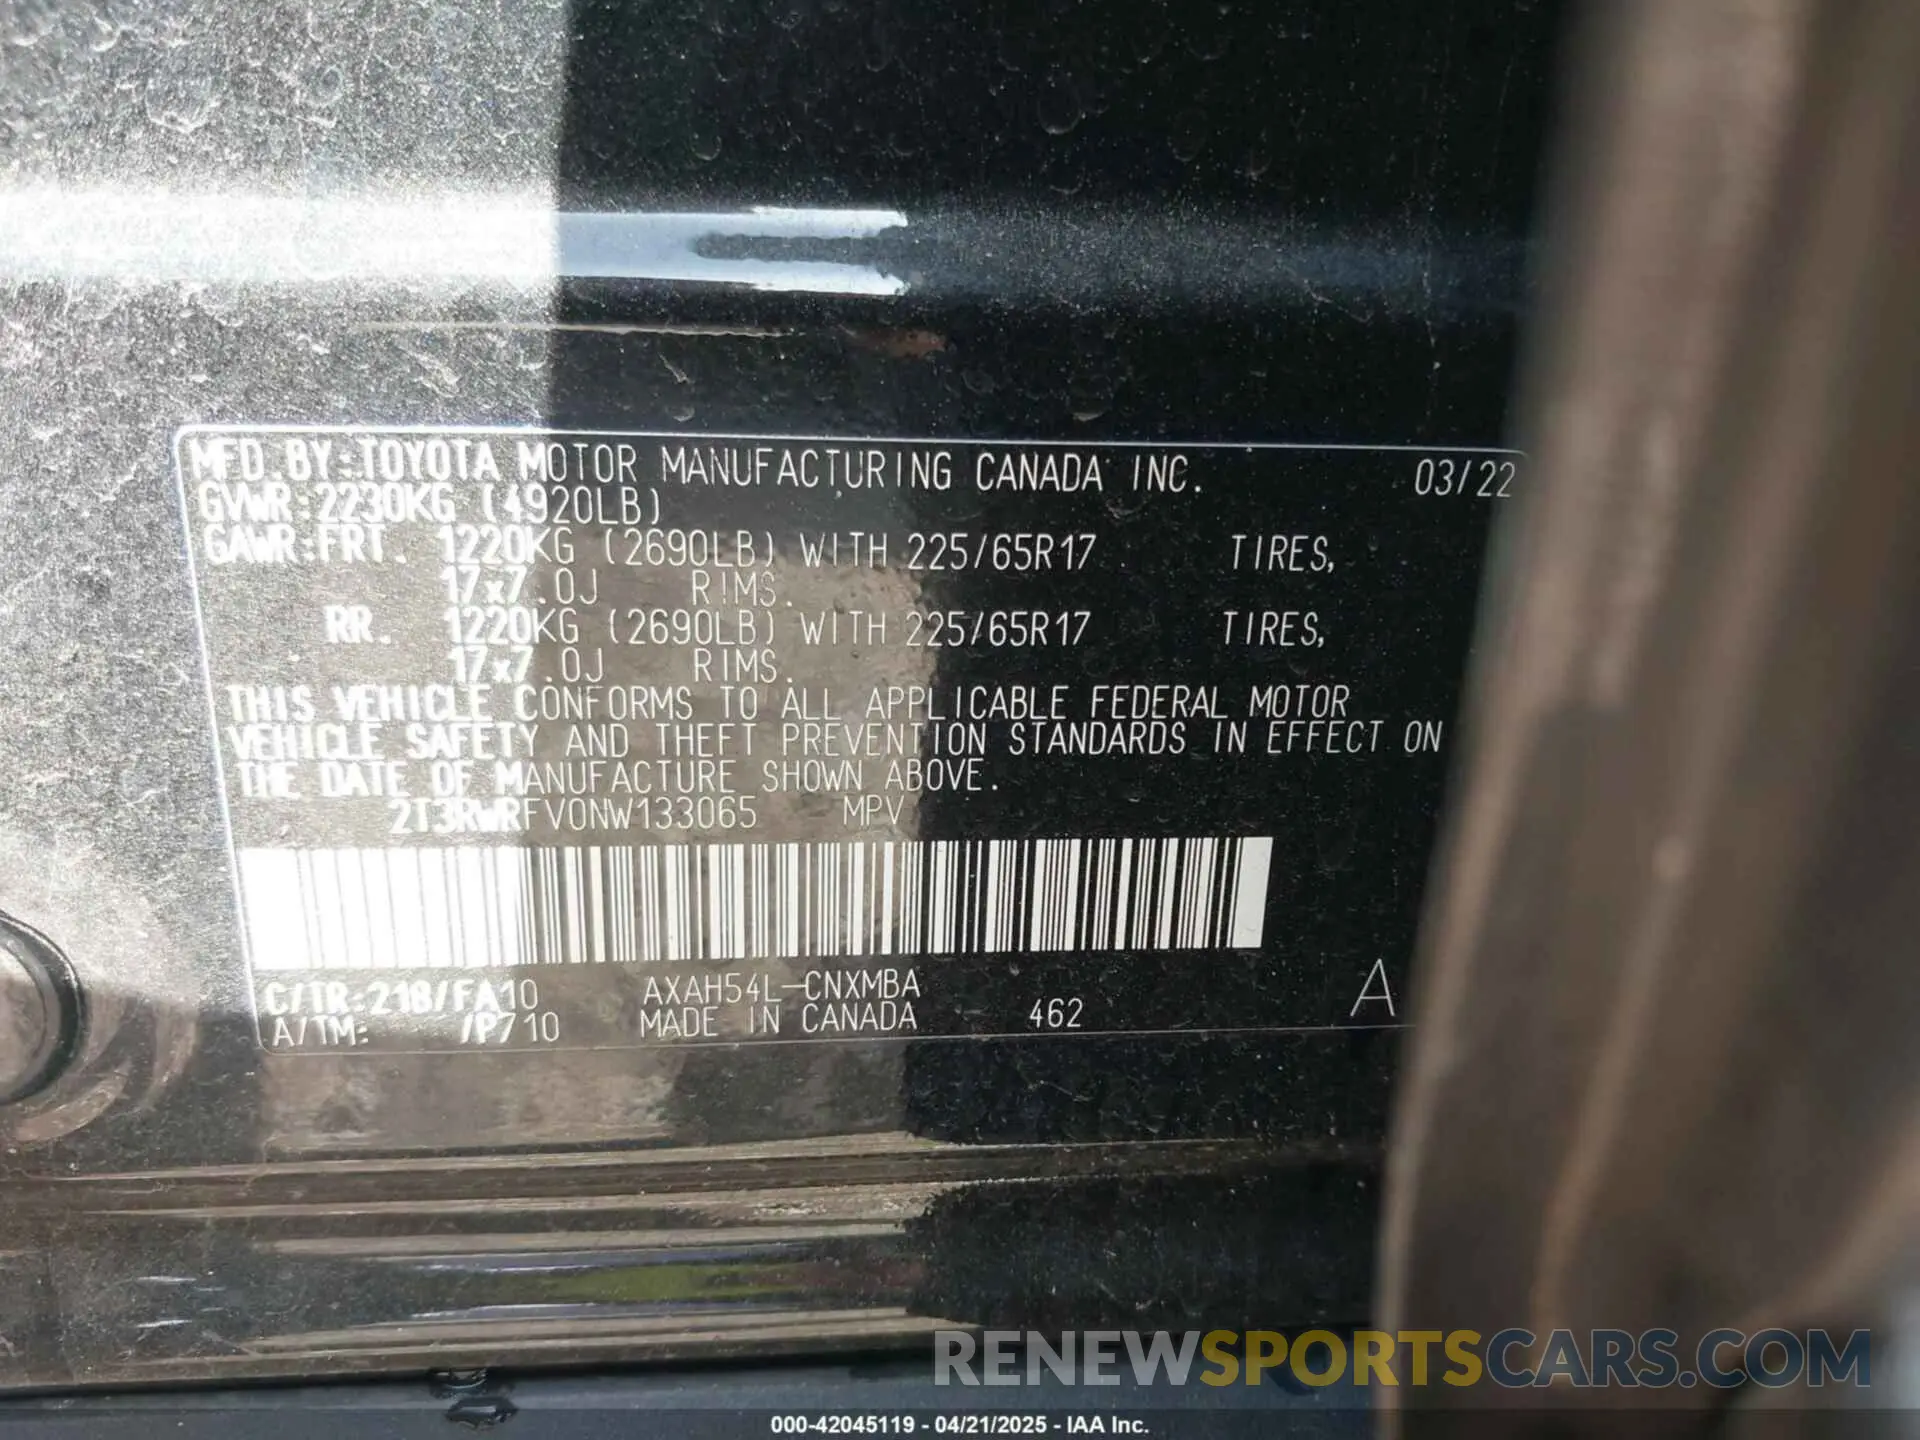 MFD.BY:TOYOTA MOTOR MANUFACTURING CANADA INC. 03/22
GVWR:2230KG (4920LB)
GAWR:FRT. 1220KG (2690LB) WITH 225/65R17 TIRES,
17x7.0J RIMS.
RR. 1220KG (2690LB) WITH 225/65R17 TIRES,
17x7.0J RIMS.
THIS VEHICLE CONFORMS TO ALL APPLICABLE FEDERAL MOTOR
VEHICLE SAFETY AND THEFT PREVENTION STANDARDS IN EFFECT ON
THE DATE OF MANUFACTURE SHOWN ABOVE.
2T3RWRFV0NW133065 MPV
C/TR:218/FA10 AXAH54L-CNXMBA
A/TM: /P710 MADE IN CANADA 462 A
RENEWSPORTSCARS.COM
000-42045119 - 04/21/2025 - IAA Inc.